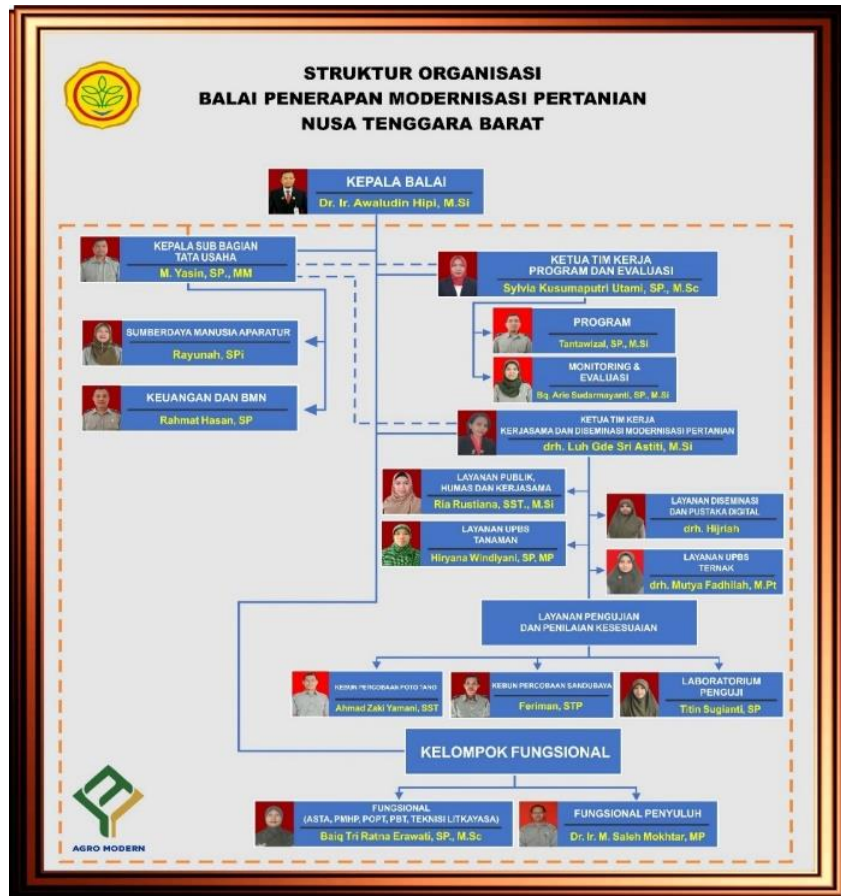 STRUKTUR ORGANISASI
BALAI PENERAPAN MODERNISASI PERTANIAN
NUSA TENGGARA BARAT
KEPALA BALAI
Dr. Ir. Awaludin Hipi, M.Si
KEPALA SUB BAGIAN
TATA USAHA
M. Yasin, SP., MM
KETUA TIM KERJA
PROGRAM DAN EVALUASI
Sylvia Kusumaputri Utami, SP., M.Sc
SUMBERDAYA MANUSIA APARATUR
Rayunah, SPi
PROGRAM
Tantawizal, SP., M.Si
MONITORING &
EVALUASI
Bq. Arie Sudarmayanti, SP., M.Si
KEUANGAN DAN BMN
Rahmat Hasan, SP
KETUA TIM KERJA
KERJASAMA DAN DISEMINASI MODERNISASI PERTANIAN
drh. Luh Gde Sri Astiti, M.Si
LAYANAN PUBLIK,
HUMAS DAN KERJASAMA
Ria Rustiana, SST., M.Si
LAYANAN DISEMINASI
DAN PUSTAKA DIGITAL
drh. Hijriah
LAYANAN UPBS
TANAMAN
Hiryana Windiyani, SP, MP
LAYANAN UPBS
TERNAK
drh. Mutya Fadhilah, M.Pt
LAYANAN PENGUJIAN
DAN PENILAIAN KESESUAIAN
KEBUN PERCOBAAN POTO TANO
Ahmad Zaki Yamani, SST
KEBUN PERCOBAAN SANDUBAYA
Feriman, STP
LABORATORIUM
PENGUJI
Titin Sugianti, SP
KELOMPOK FUNGSIONAL
FUNGSIONAL
(ASTA, PMHP, POPT, PBT, TEKNISI LITKAYASA)
Baiq Tri Ratna Erawati, SP., M.Sc
FUNGSIONAL PENYULUH
Dr. Ir. M. Saleh Mokhtar, MP
AGRO MODERN